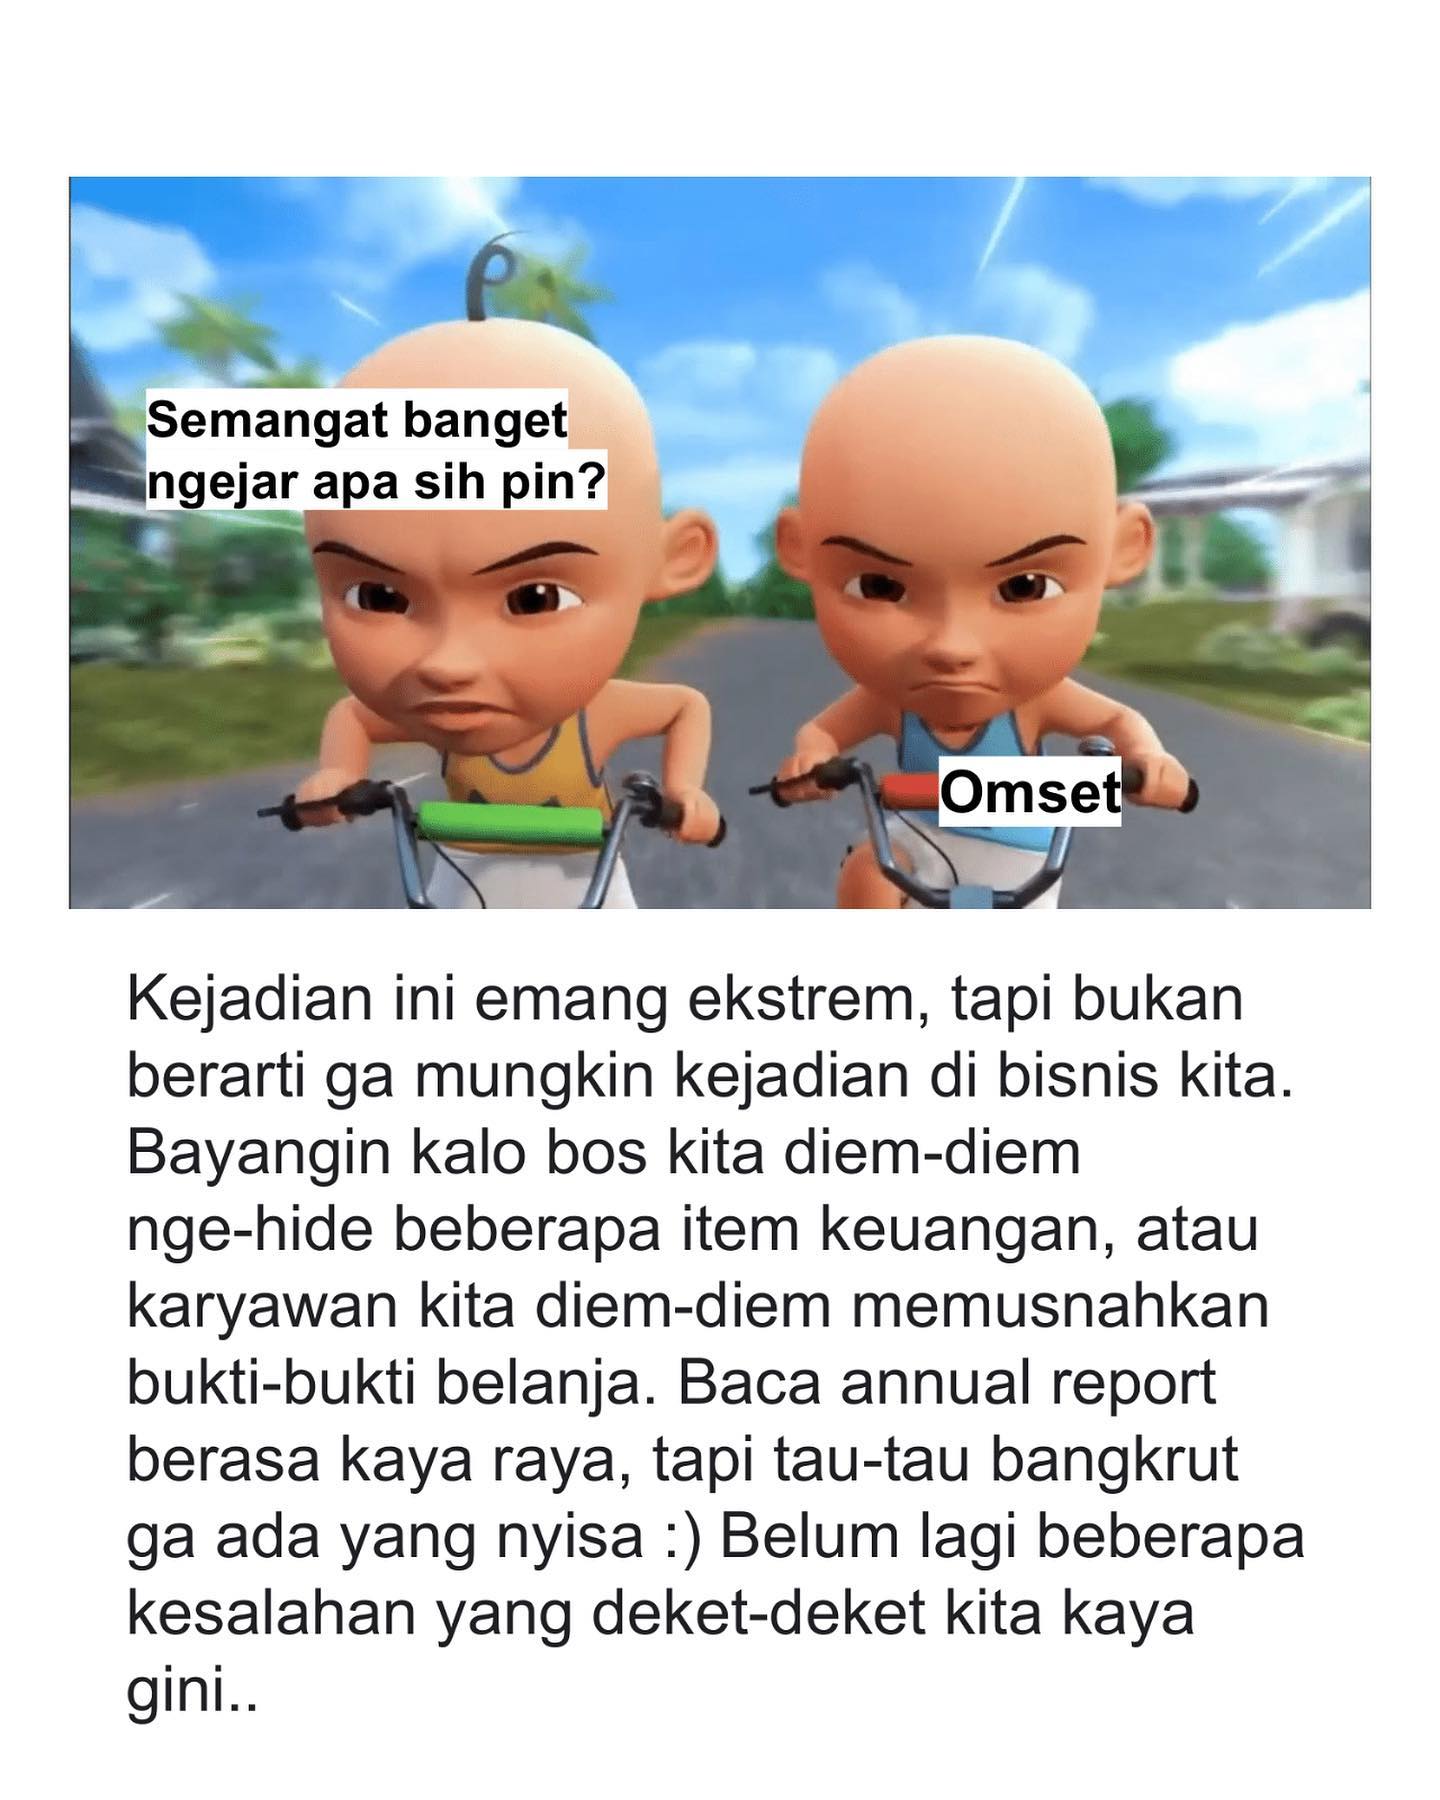 Semangat banget
ngejar apa sih pin?
Omset
Kejadian ini emang ekstrem, tapi bukan
berarti ga mungkin kejadian di bisnis kita.
Bayangin kalo bos kita diem-diem
nge-hide beberapa item keuangan, atau
karyawan kita diem-diem memusnahkan
bukti-bukti belanja. Baca annual report
berasa kaya raya, tapi tau-tau bangkrut
ga ada yang nyisa :) Belum lagi beberapa
kesalahan yang deket-deket kita kaya
gini..